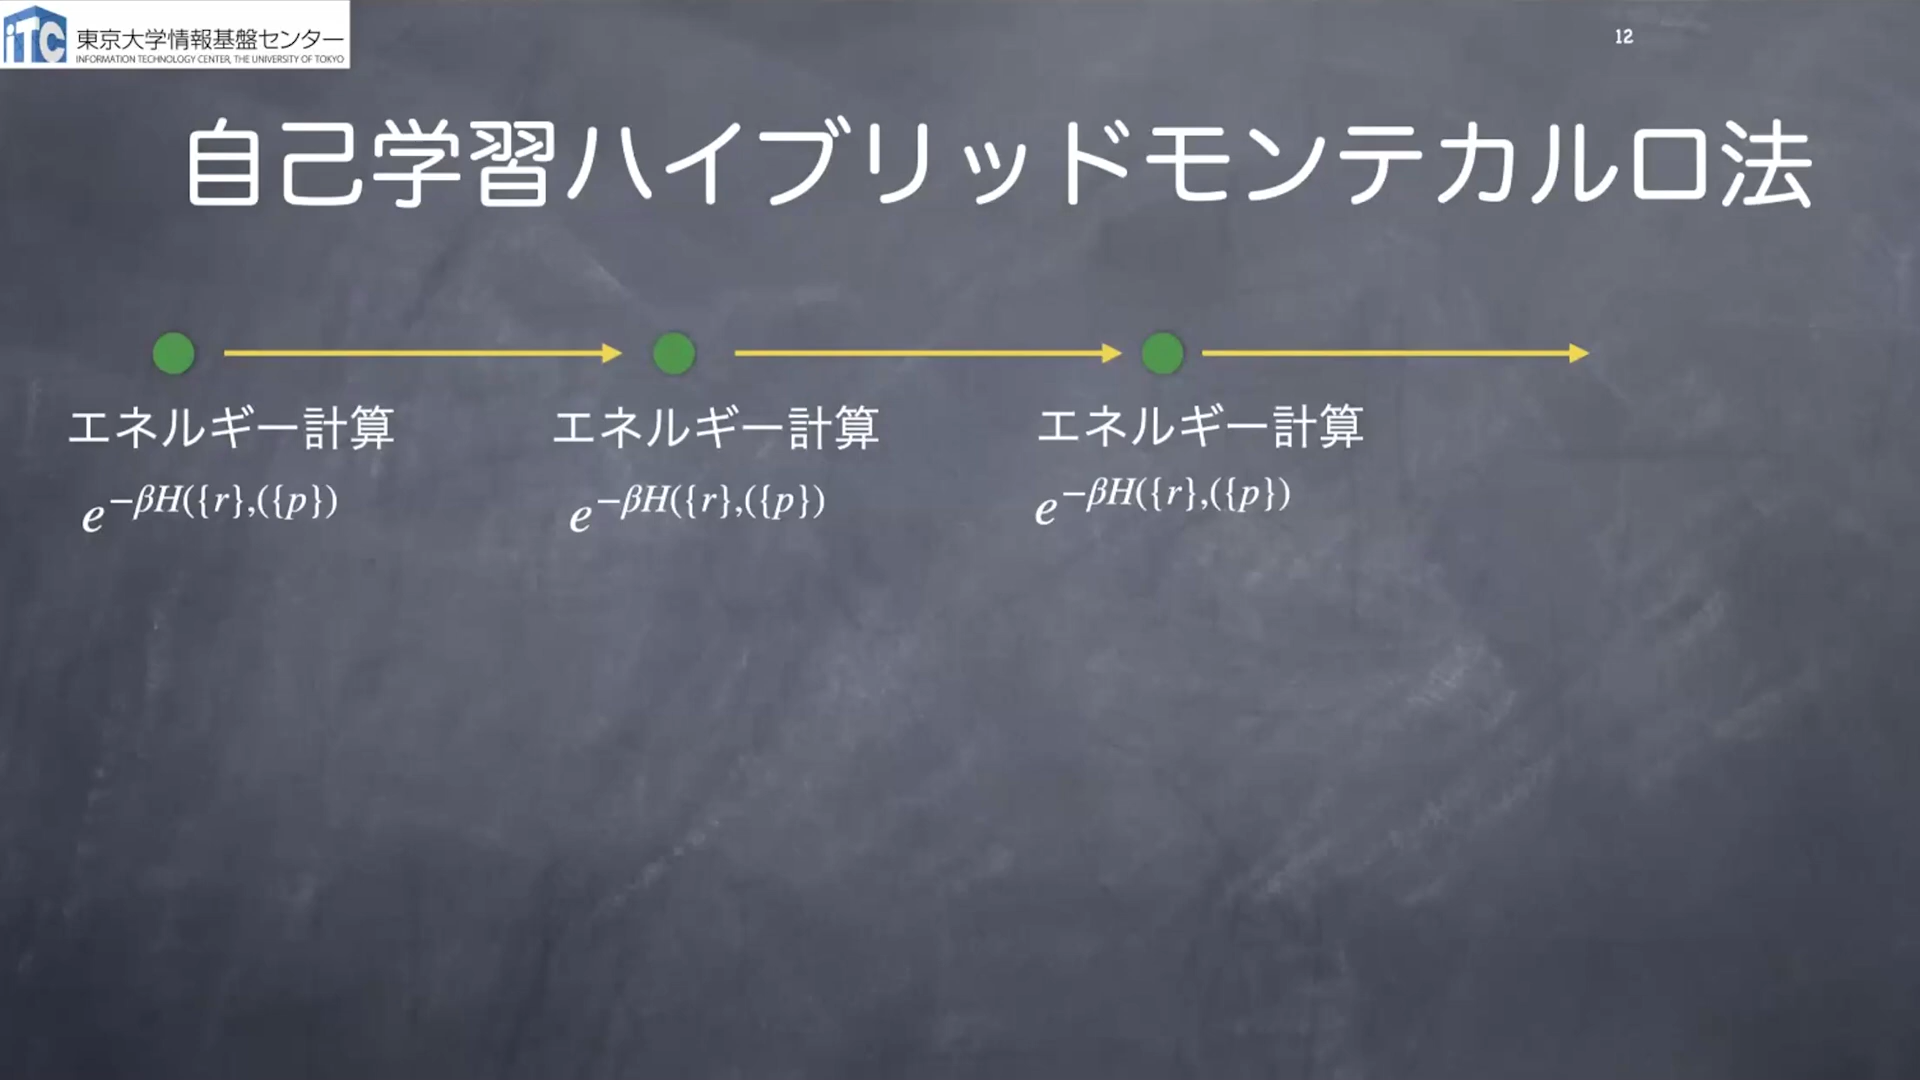 iTC
東京大学情報基盤センター
INFORMATION TECHNOLOGY CENTER, THE UNIVERSITY OF TOKYO
12
自己学習ハイブリッドモンテカルロ法
エネルギー計算 エネルギー計算 エネルギー計算
e^{−βH({r},({p})} e^{−βH({r},({p})} e^{−βH({r},({p})}